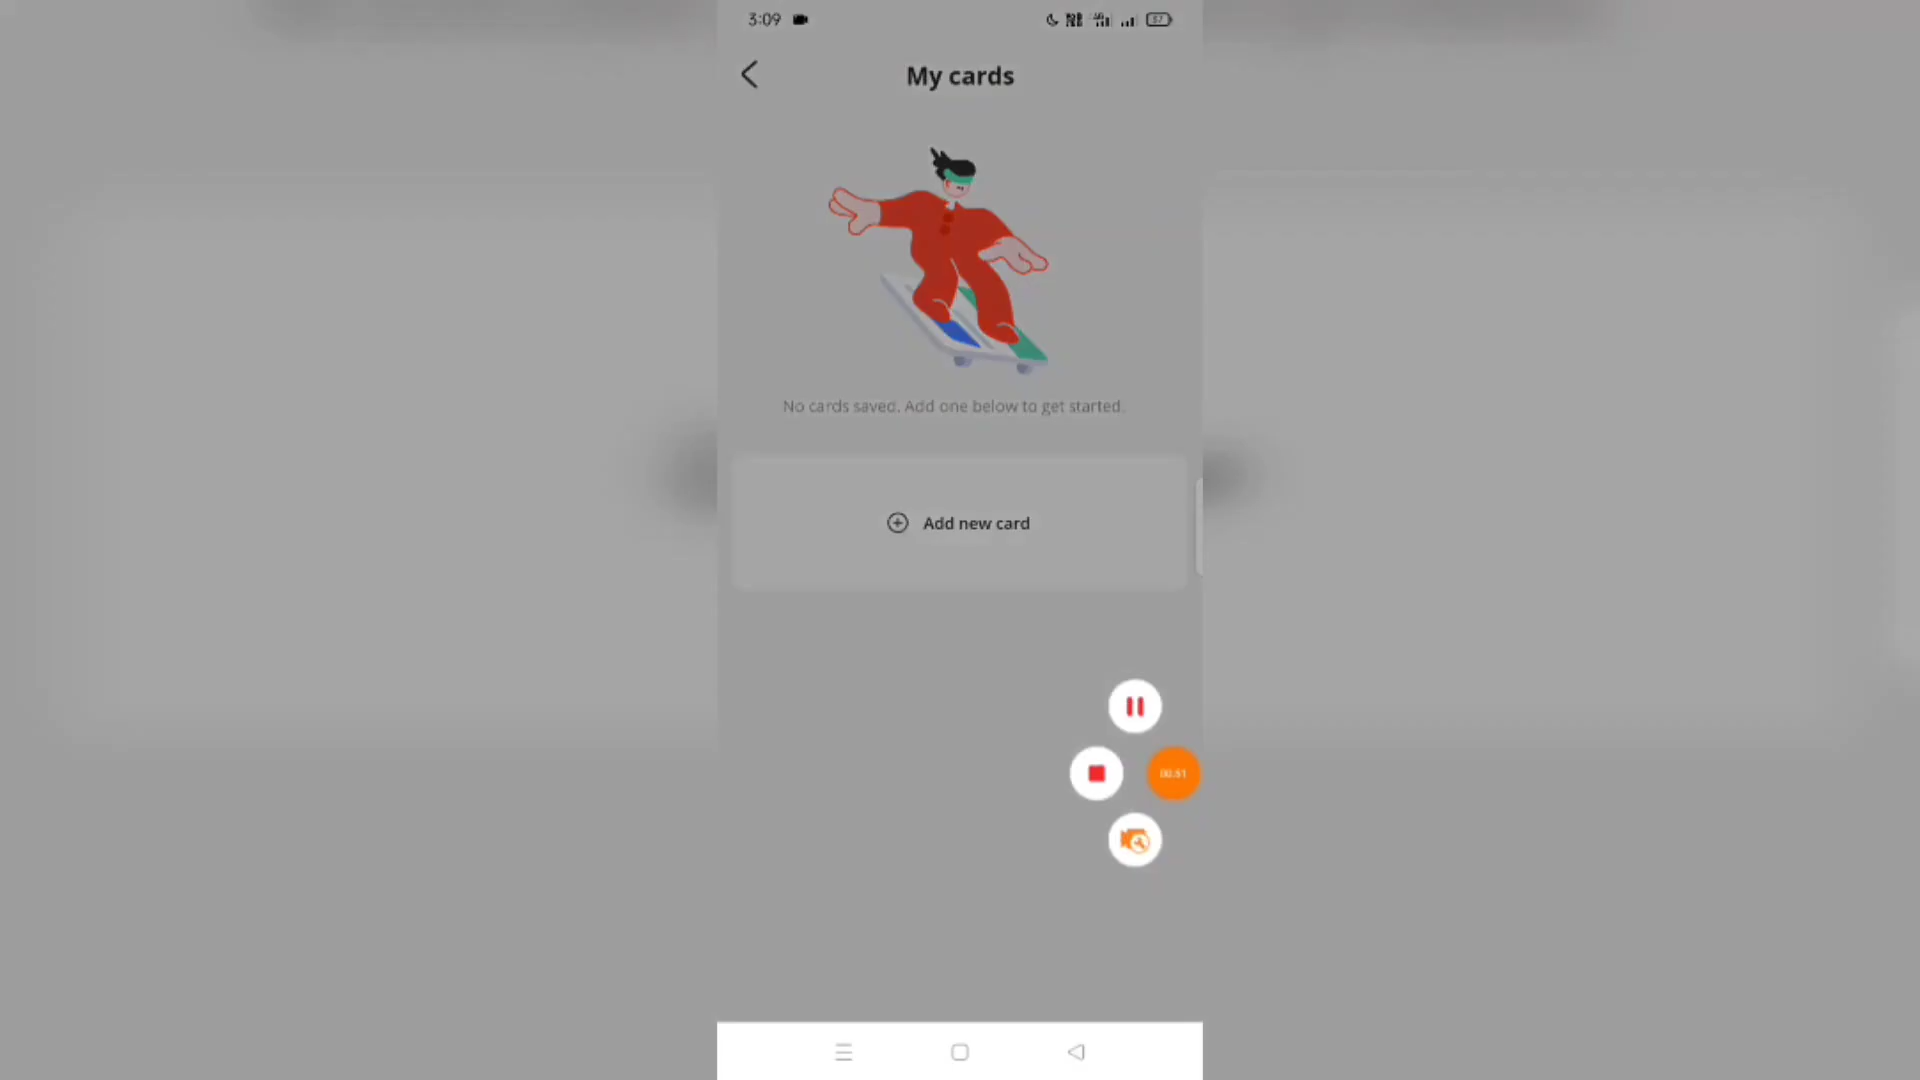 3:09
My cards
No cards saved. Add one below to get started.
Add new card